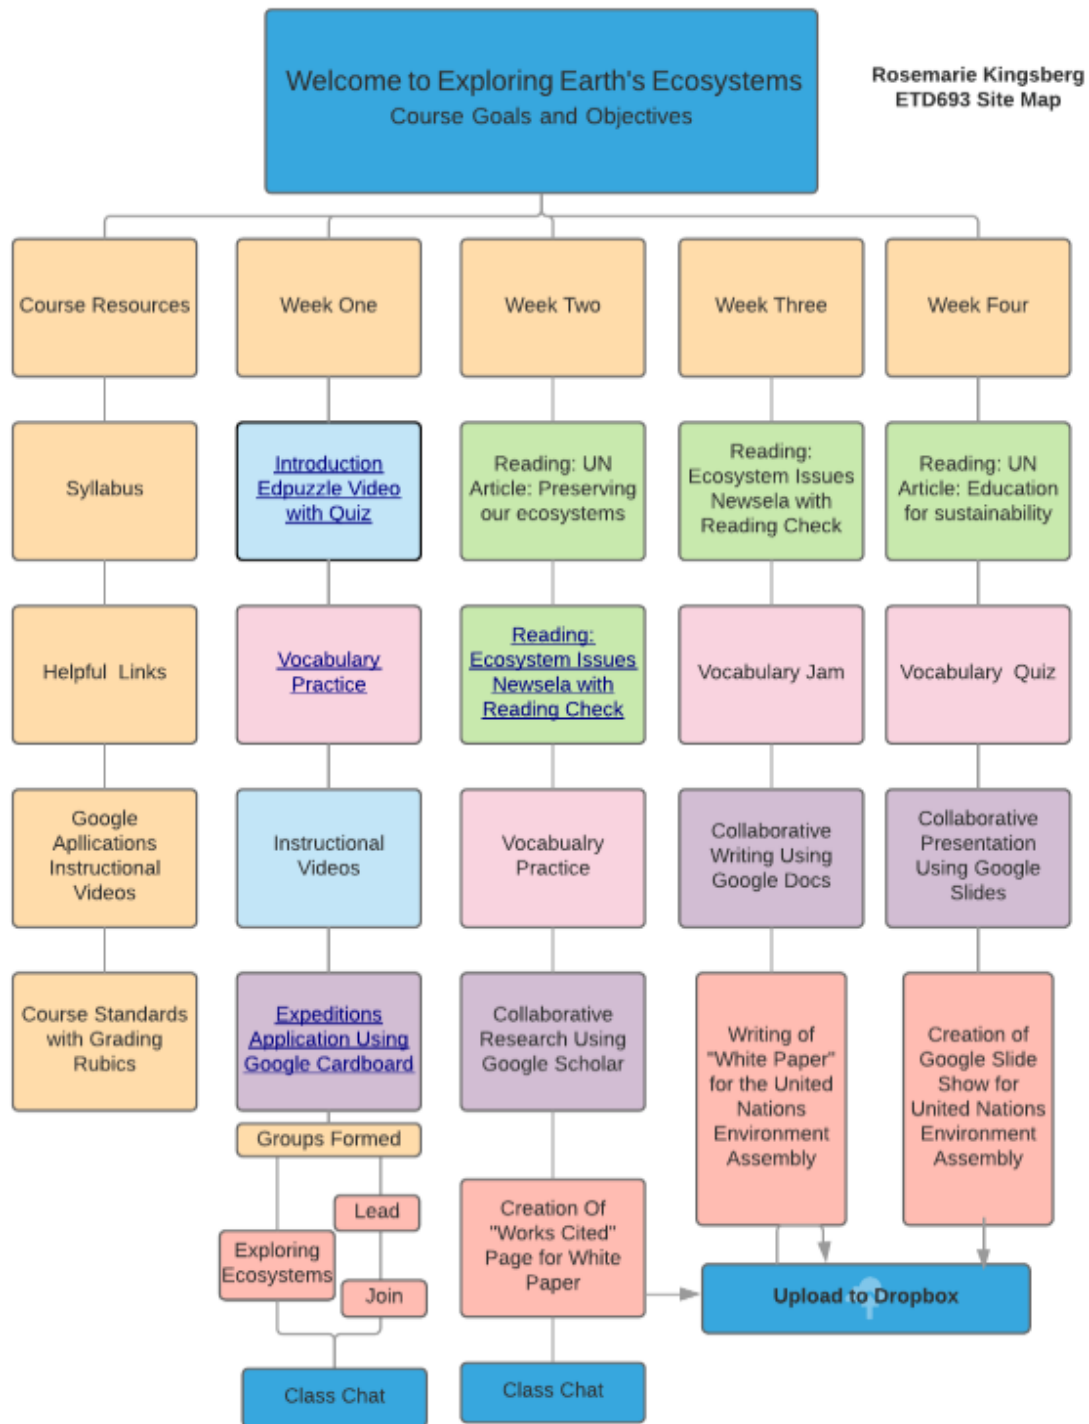 Welcome to Exploring Earth's Ecosystems
Course Goals and Objectives
Rosemarie Kingsberg
ETD693 Site Map
Course Resources
Week One
Week Two
Week Three
Week Four
Syllabus
Introduction
Edpuzzle Video
with Quiz
Reading: UN
Article: Preserving
our ecosystems
Reading:
Ecosystem Issues
Newsela with
Reading Check
Reading: UN
Article: Education
for sustainability
Helpful Links
Vocabulary
Practice
Reading:
Ecosystem Issues
Newsela with
Reading Check
Vocabulary Jam
Vocabulary Quiz
Google
Apllications
Instructional
Videos
Instructional
Videos
Vocabualry
Practice
Collaborative
Writing Using
Google Docs
Collaborative
Presentation
Using Google
Slides
Course Standards
with Grading
Rubics
Expeditions
Application Using
Google Cardboard
Collaborative
Research Using
Google Scholar
Writing of
"White Paper"
for the United
Nations
Environment
Assembly
Creation of
Google Slide
Show for
United Nations
Environment
Assembly
Groups Formed
Lead
Exploring
Ecosystems
Join
Creation Of
"Works Cited"
Page for White
Paper
Upload to Dropbox
Class Chat
Class Chat